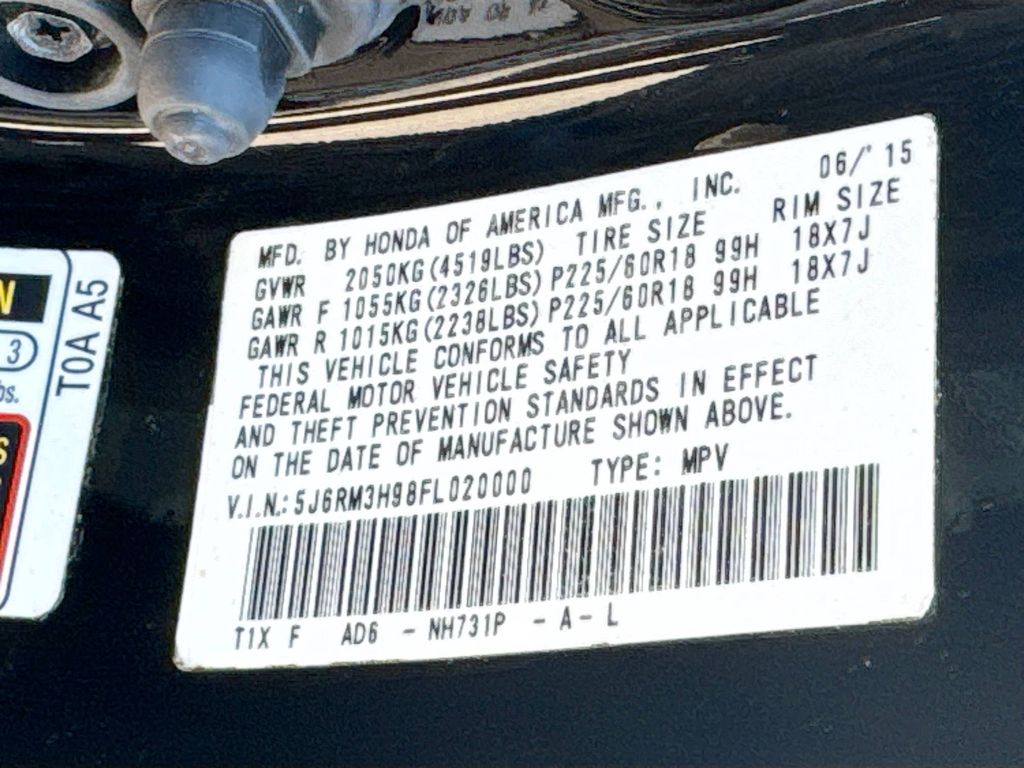 MFD. BY HONDA OF AMERICA MFG., INC. 06/'15
GVWR 2050KG(4519LBS) TIRE SIZE RIM SIZE
GAWR F 1055KG(2326LBS) P225/60R18 99H 18X7J
GAWR R 1015KG(2238LBS) P225/60R18 99H 18X7J
THIS VEHICLE CONFORMS TO ALL APPLICABLE
FEDERAL MOTOR VEHICLE SAFETY
AND THEFT PREVENTION STANDARDS IN EFFECT
ON THE DATE OF MANUFACTURE SHOWN ABOVE.
V.I.N.:5J6RM3H98FL020000 TYPE: MPV
T1X F AD6 - NH731P - A - L
T0A A5
N
3
bs.
S